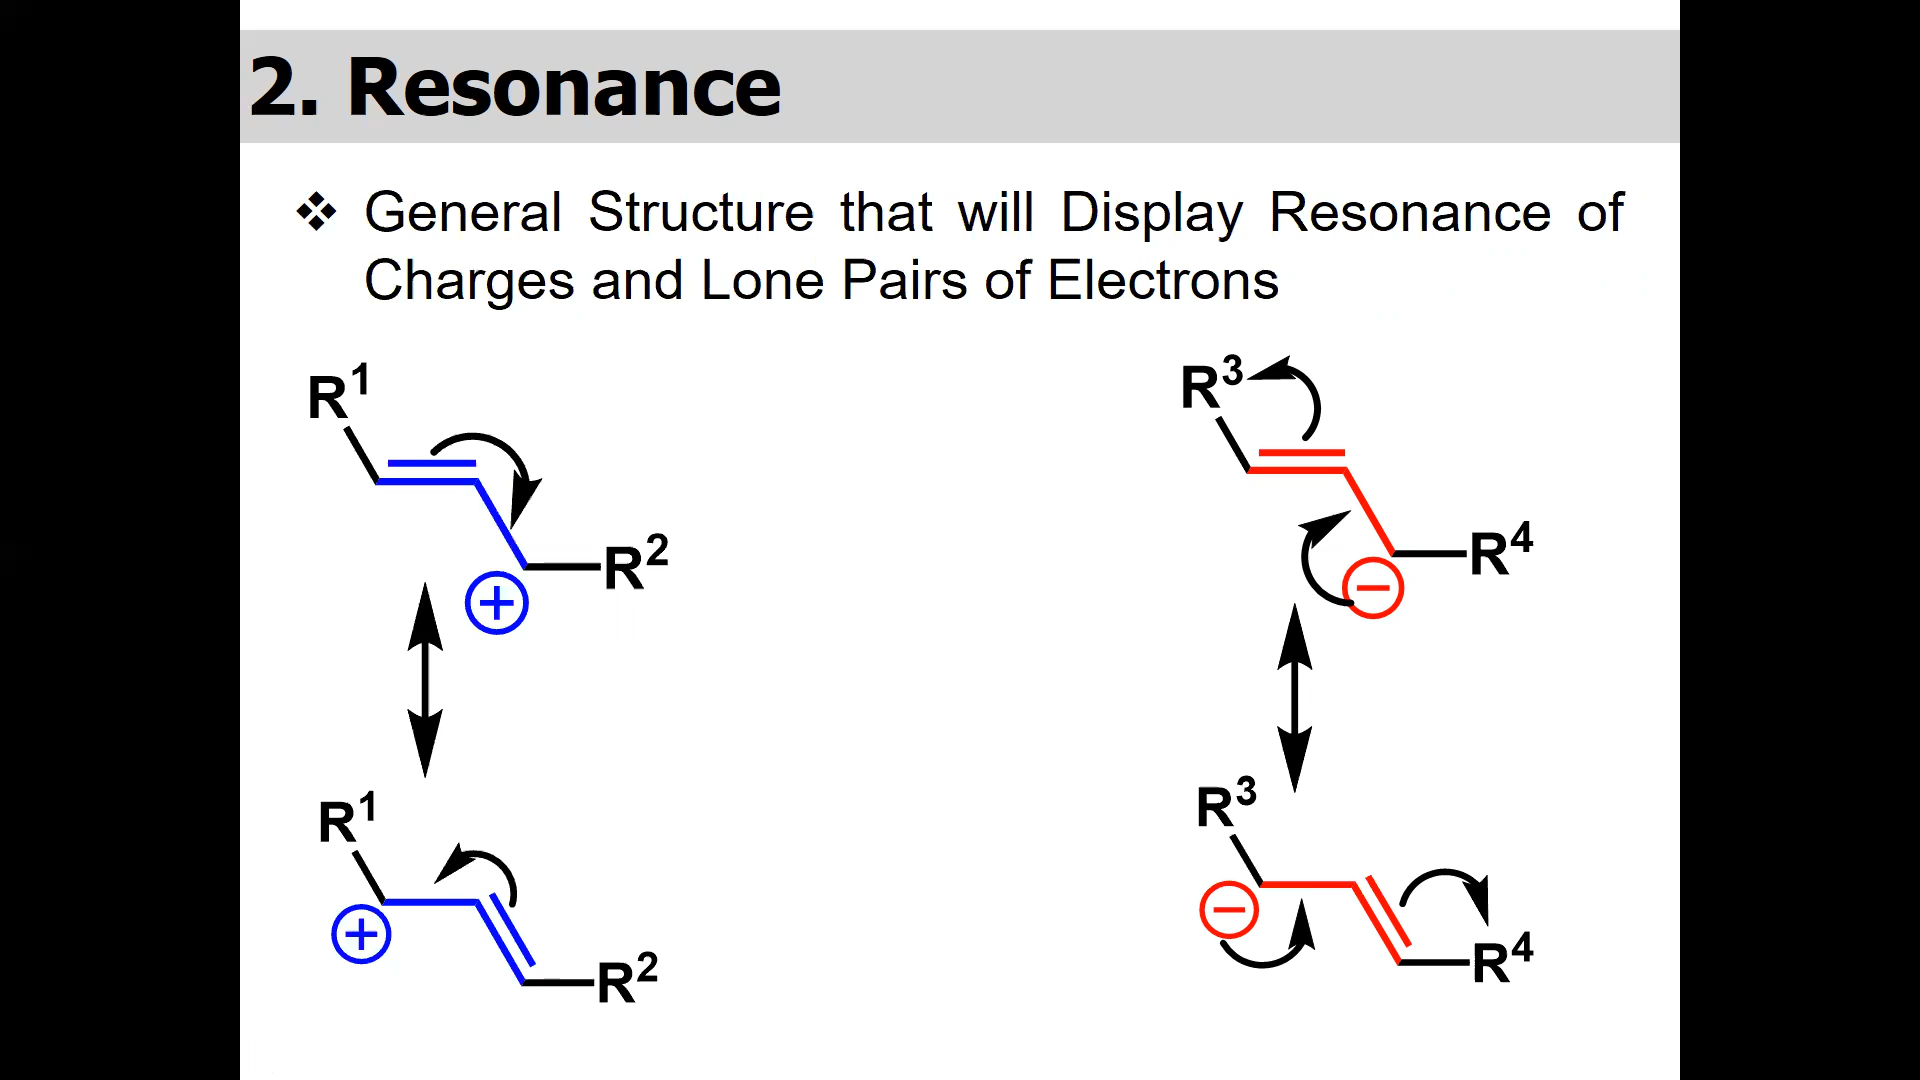 2. Resonance
❖ General Structure that will Display Resonance of
Charges and Lone Pairs of Electrons
R¹
R²
+
R³
R⁴
−
R¹
+
R²
R³
−
R⁴